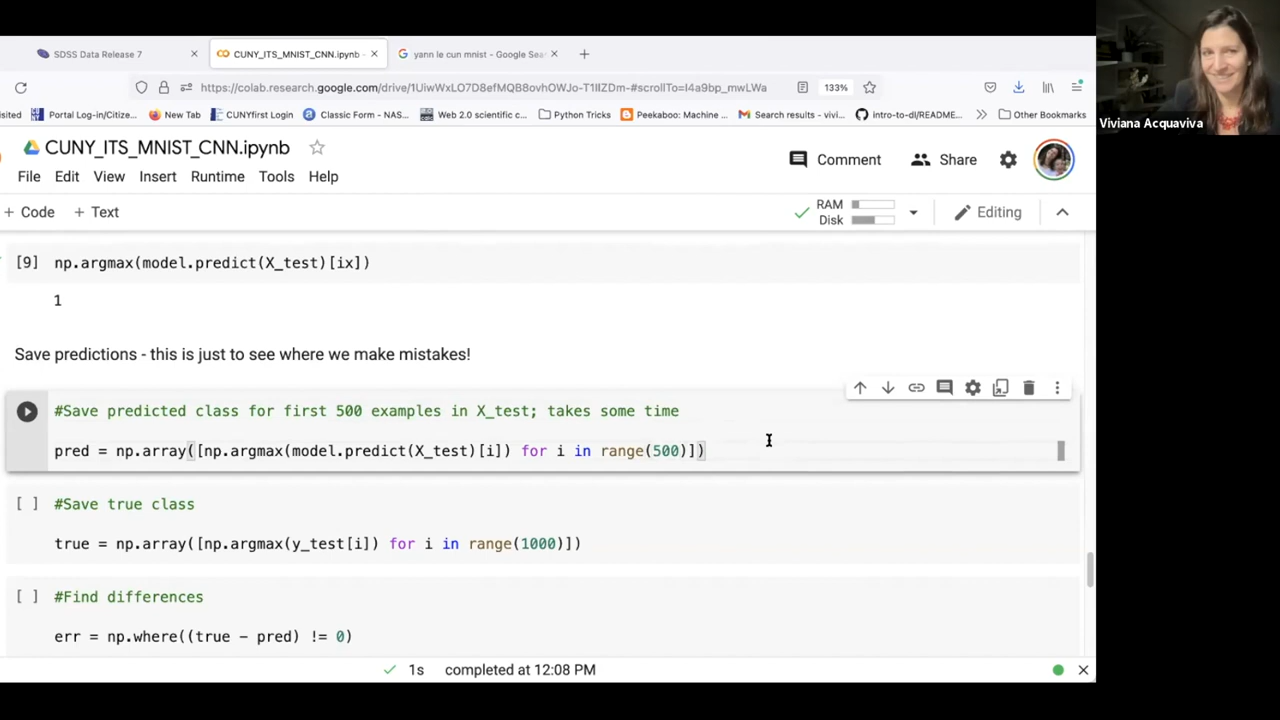 SDSS Data Release 7
CUNY_ITS_MNIST_CNN.ipynb -
yann le cun mnist - Google Sea
https://colab.research.google.com/drive/1UiwWxLO7D8efMQB8ovhOWJo-T1IIZDm-#scrollTo=I4a9bp_mwLWa
133%
isited
Portal Log-in/Citize...
New Tab
CUNYfirst Login
Classic Form - NAS...
Web 2.0 scientific c...
Python Tricks
Peekaboo: Machine ...
Search results - vivi...
intro-to-dl/README...
Other Bookmarks
Viviana Acquaviva
CUNY_ITS_MNIST_CNN.ipynb
Comment
Share
File Edit View Insert Runtime Tools Help
+ Code + Text
RAM
Disk
Editing
[9] np.argmax(model.predict(X_test)[ix])
1
Save predictions - this is just to see where we make mistakes!
#Save predicted class for first 500 examples in X_test; takes some time
pred = np.array([np.argmax(model.predict(X_test)[i]) for i in range(500)])
[ ] #Save true class
true = np.array([np.argmax(y_test[i]) for i in range(1000)])
[ ] #Find differences
err = np.where((true - pred) != 0)
1s completed at 12:08 PM